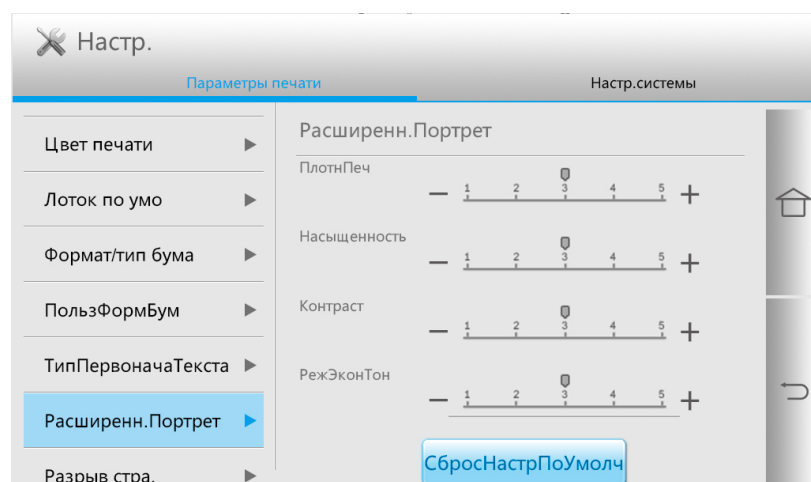 Настр.
Параметры печати
Настр.системы
Цвет печати
Лоток по умо
Формат/тип бума
ПользФормБум
ТипПервоначаТекста
Расширенн.Портрет
Разрыв стра.
Расширенн.Портрет
ПлотнПеч
− 1 2 3 4 5 +
Насыщенность
− 1 2 3 4 5 +
Контраст
− 1 2 3 4 5 +
РежЭконТон
− 1 2 3 4 5 +
СбросНастрПоУмолч